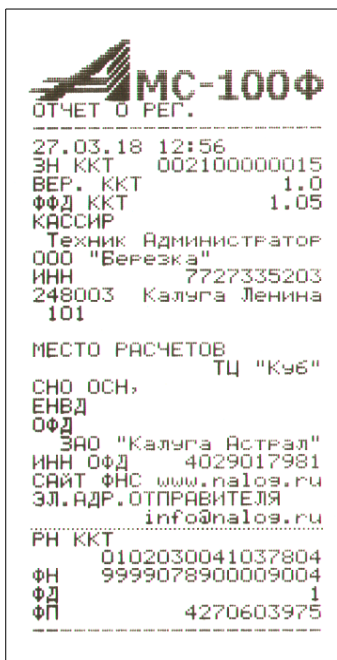 АМС-100Ф
ОТЧЕТ О РЕГ.
27.03.18 12:56
ЗН ККТ 002100000015
ВЕР. ККТ 1.0
ФФД ККТ 1.05
КАССИР
Техник Администратор
ООО "Березка"
ИНН 7727335203
248003 Калуга Ленина
101
МЕСТО РАСЧЕТОВ
ТЦ "Куб"
СНО ОСН,
ЕНВД
ОФД
ЗАО "Калуга Астрал"
ИНН ОФД 4029017981
САЙТ ФНС www.nalog.ru
ЭЛ.АДР.ОТПРАВИТЕЛЯ
info@nalog.ru
РН ККТ
0102030041037804
ФН 9999078900009004
ФД 1
ФП 4270603975